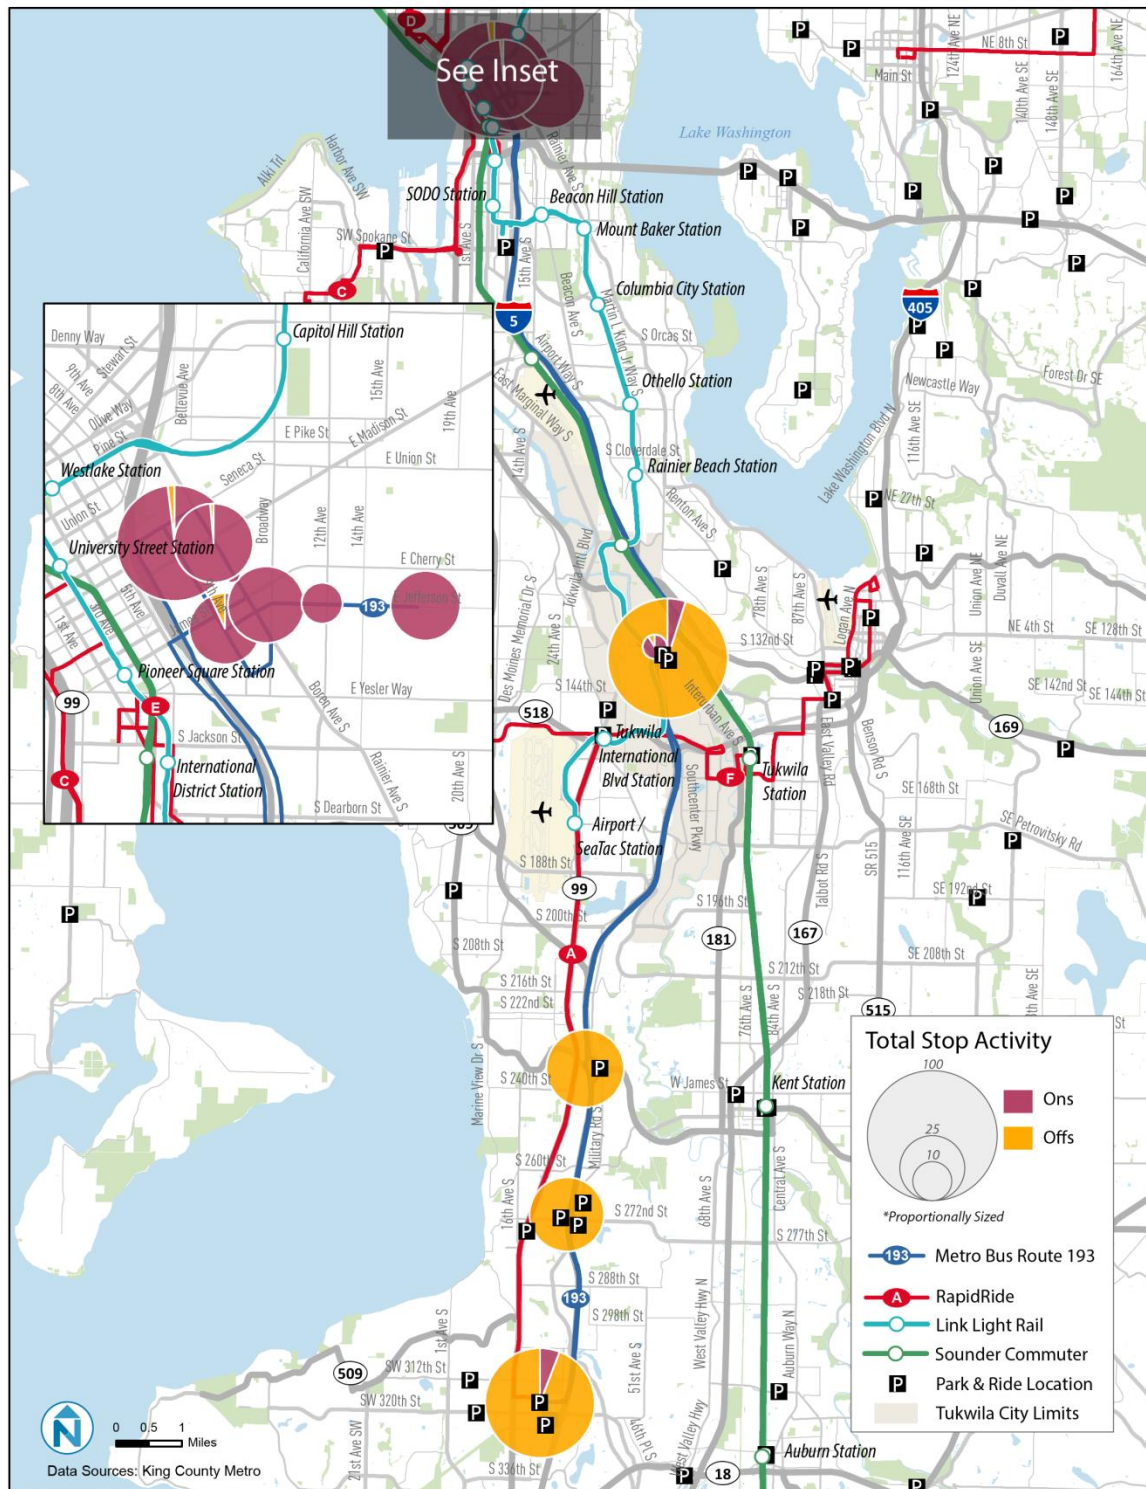 D
See Inset
NE 8th St
124th Ave NE
164th Ave NE
Main St
140th Ave SE
148th Ave SE
Lake Washington
Alki Trl
Harbor Ave SW
California Ave SW
Rainier Ave S
SODO Station
Beacon Hill Station
Mount Baker Station
SW Spokane St
1st Ave S
15th Ave S
C
Beacon Ave S
Martin L King Jr Way S
Columbia City Station
5
405
S Orcas St
Airport Way S
East Marginal Way S
Othello Station
Newcastle Way
Forest Dr SE
116th Ave SE
Lake Washington Blvd N
14th Ave S
S Cloverdale St
Rainier Beach Station
Renton Ave S
NE 27th St
Capitol Hill Station
Denny Way
Stewart St
9th Ave
8th Ave
Olive Way
Pine St
Bellevue Ave
15th Ave
19th Ave
E Madison St
E Pike St
E Union St
Seneca St
Westlake Station
Union St
University Street Station
Broadway
12th Ave
14th Ave
E Cherry St
E Jefferson St
193
5th Ave
3rd Ave
1st Ave
7th Ave
James St
Pioneer Square Station
E Yesler Way
Boren Ave S
99
E
S Jackson St
C
International
District Station
Rainier Ave S
20th Ave S
S Dearborn St
509
Tukwila Intl Blvd
Des Moines Memorial Dr S
24th Ave S
78th Ave S
87th Ave S
S 132nd St
Logan Ave N
Union Ave NE
Duvall Ave NE
NE 4th St
SE 128th St
Union Ave SE
SE 142nd St
SE 144th St
S 144th St
Interurban Ave S
518
169
Tukwila
International
Blvd Station
Southcenter Pkwy
F
Tukwila
Station
East Valley Rd
Benson Rd S
SE 168th St
SE Petrovitsky Rd
Airport /
SeaTac Station
S 188th St
Talbot Rd S
SR 515
116th Ave SE
SE 192nd St
99
S 200th St
S 196th St
181
167
S 208th St
A
SE 208th St
S 212th St
S 216th St
S 218th St
S 222nd St
515
76th Ave S
84th Ave S
Marine View Dr S
S 240th St
W James St
Kent Station
Military Rd S
S 260th St
16th Ave S
S 272nd St
68th Ave S
Central Ave S
S 277th St
S 288th St
193
S 298th St
West Valley Hwy N
Auburn Way N
1st Ave S
509
SW 312th St
SW 320th St
51st Ave S
46th Pl S
West Valley Hwy
21st Ave SW
S 336th St
18
Auburn Station
Total Stop Activity
100
25
10
Ons
Offs
*Proportionally Sized
193 Metro Bus Route 193
A RapidRide
Link Light Rail
Sounder Commuter
P Park & Ride Location
Tukwila City Limits
N
0 0.5 1
Miles
Data Sources: King County Metro